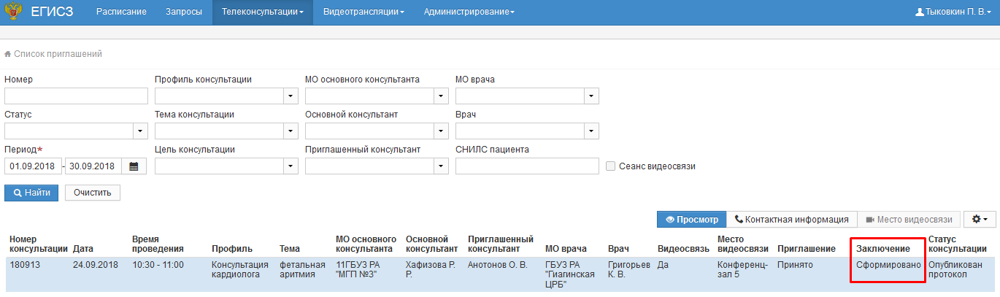 ЕГИСЗ Расписание Запросы Телеконсультации Видеотрансляции Администрирование Тыковкин П. В.
Список приглашений
Номер Профиль консультации МО основного консультанта МО врача
Статус Тема консультации Основной консультант Врач
Период* Цель консультации Приглашенный консультант СНИЛС пациента
01.09.2018 - 30.09.2018 Сеанс видеосвязи
Найти Очистить
Просмотр Контактная информация Место видеосвязи
Номер Время МО основного Основной Приглашенный Место Статус
консультации Дата проведения Профиль Тема консультанта консультант консультант МО врача Врач Видеосвязь видеосвязи Приглашение Заключение консультации
180913 24.09.2018 10:30 - 11:00 Консультация фетальная 11ГБУЗ РА Хафизова Р. Анотонов О. В. ГБУЗ РА Григорьев Да Конференц- Принято Сформировано Опубликован
кардиолога аритмия "МГП №3" Р. "Гиагинская К. В. зал 5 протокол
ЦРБ"